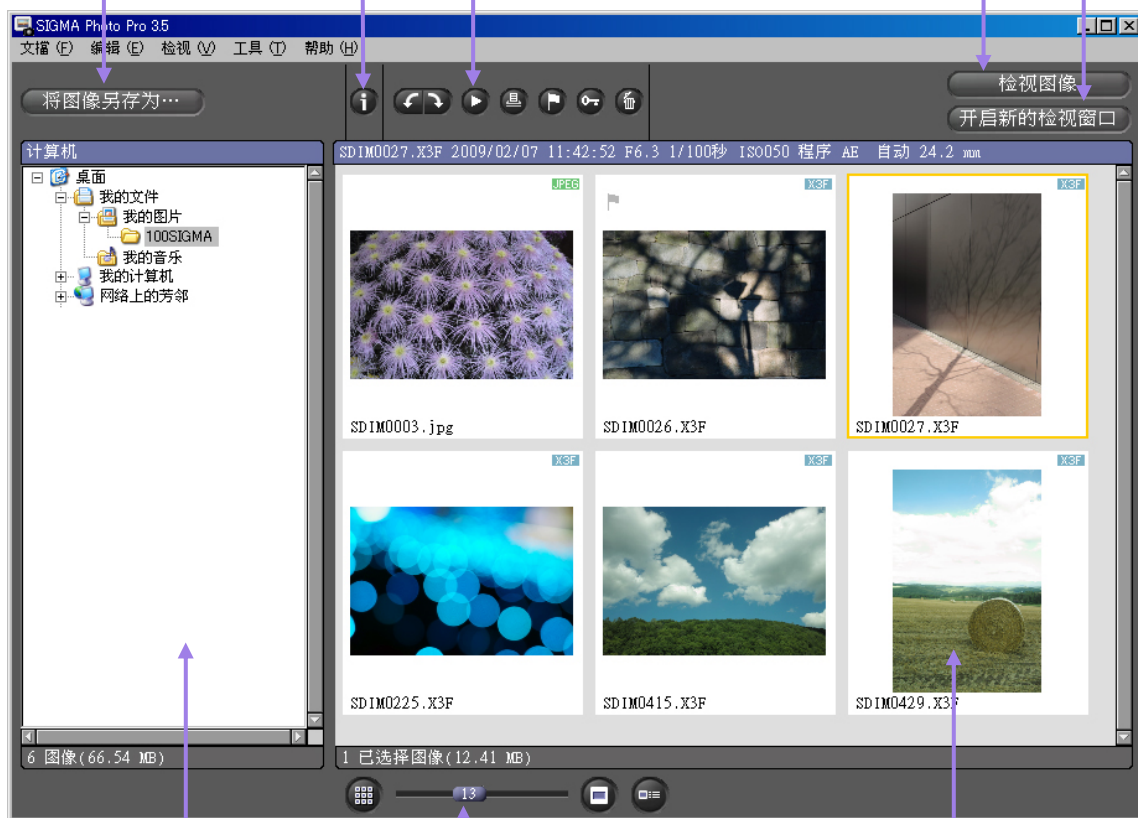 SIGMA Photo Pro 3.5
文擋 (F) 编辑 (E) 检视 (V) 工具 (T) 帮助 (H)
将图像另存为…
检视图像
开启新的检视窗口
计算机
SDIM0027.X3F 2009/02/07 11:42:52 F6.3 1/100秒 ISO050 程序 AE 自动 24.2 mm
桌面
我的文件
我的图片
100SIGMA
我的音乐
我的计算机
网络上的芳邻
JPEG
X3F
X3F
SDIM0003.jpg
SDIM0026.X3F
SDIM0027.X3F
X3F
X3F
X3F
SDIM0225.X3F
SDIM0415.X3F
SDIM0429.X3F
6 图像(66.54 MB)
1 已选择图像(12.41 MB)
13